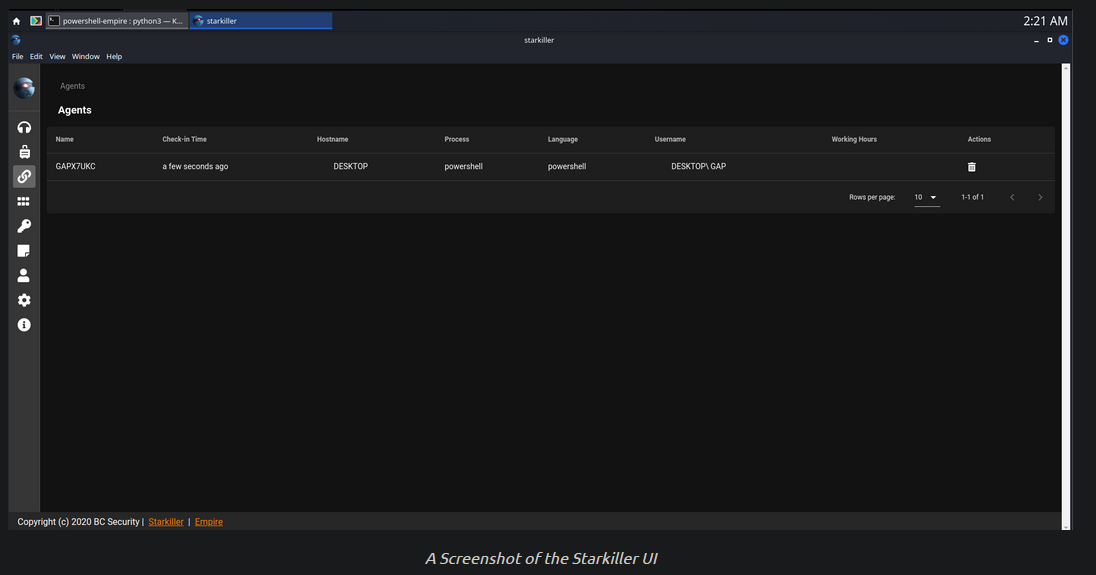 powershell-empire : python3 — K...
starkiller
2:21 AM
starkiller
File Edit View Window Help
Agents
Agents
Name Check-in Time Hostname Process Language Username Working Hours Actions
GAPX7UKC a few seconds ago DESKTOP powershell powershell DESKTOP\GAP
Rows per page: 10 1-1 of 1
Copyright (c) 2020 BC Security | Starkiller | Empire
A Screenshot of the Starkiller UI